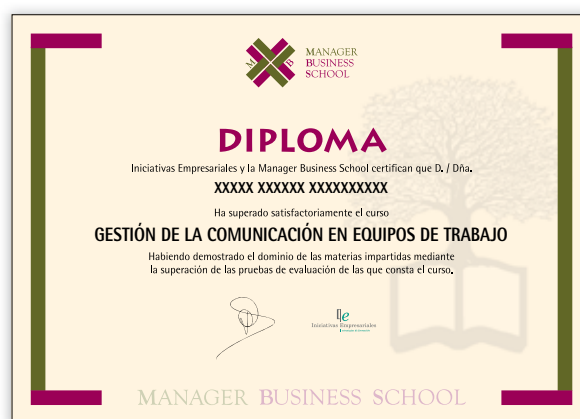 M B
MANAGER
BUSINESS
SCHOOL
DIPLOMA
Iniciativas Empresariales y la Manager Business School certifican que D. / Dña.
XXXXX XXXXXX XXXXXXXXXX
Ha superado satisfactoriamente el curso
GESTIÓN DE LA COMUNICACIÓN EN EQUIPOS DE TRABAJO
Habiendo demostrado el dominio de las materias impartidas mediante
la superación de las pruebas de evaluación de las que consta el curso.
Iniciativas Empresariales
MANAGER BUSINESS SCHOOL